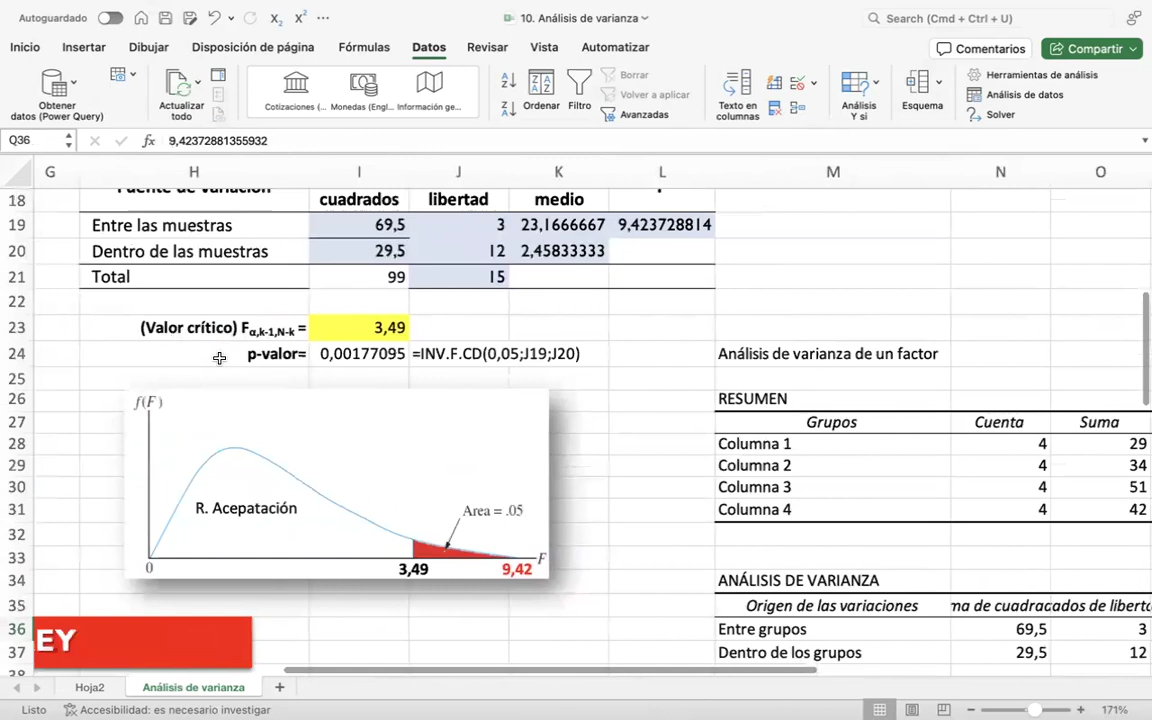 Autoguardado
10. Análisis de varianza
Search (Cmd + Ctrl + U)
Inicio Insertar Dibujar Disposición de página Fórmulas Datos Revisar Vista Automatizar
Comentarios Compartir
Obtener datos (Power Query)
Actualizar todo
Cotizaciones (... Monedas (Engl... Información ge...
Ordenar
Filtro
Borrar
Volver a aplicar
Avanzadas
Texto en columnas
Análisis Y si
Esquema
Herramientas de análisis
Análisis de datos
Solver
Q36 fx 9,42372881355932
G H I J K L M N O
Fuente de variación
18 cuadrados libertad medio
19 Entre las muestras 69,5 3 23,1666667 9,423728814
20 Dentro de las muestras 29,5 12 2,45833333
21 Total 99 15
22
23 (Valor crítico) Fα,k-1,N-k = 3,49
24 p-valor= 0,00177095 =INV.F.CD(0,05;J19;J20) Análisis de varianza de un factor
25
26 RESUMEN
27 Grupos Cuenta Suma
28 Columna 1 4 29
29 Columna 2 4 34
30 Columna 3 4 51
31 Columna 4 4 42
32
33
34 ANÁLISIS DE VARIANZA
35 Origen de las variaciones ma de cuadrados de liberto
36 Entre grupos 69,5 3
37 Dentro de los grupos 29,5 12
f(F)
R. Acepatación
Area = .05
F
0 3,49 9,42
EY
Hoja2 Análisis de varianza +
Listo Accesibilidad: es necesario investigar 171%